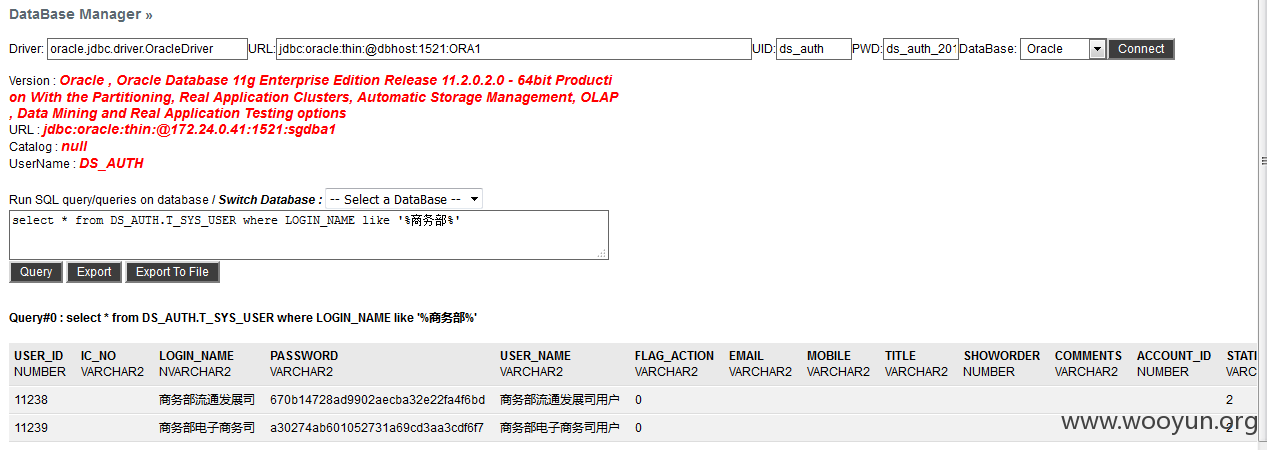 DataBase Manager »
Driver: oracle.jdbc.driver.OracleDriver URL: jdbc:oracle:thin:@dbhost:1521:ORA1 UID: ds_auth PWD: ds_auth_201 DataBase: Oracle Connect
Version : Oracle , Oracle Database 11g Enterprise Edition Release 11.2.0.2.0 - 64bit Producti
on With the Partitioning, Real Application Clusters, Automatic Storage Management, OLAP
, Data Mining and Real Application Testing options
URL : jdbc:oracle:thin:@172.24.0.41:1521:sgdba1
Catalog : null
UserName : DS_AUTH
Run SQL query/queries on database / Switch Database : -- Select a DataBase --
select * from DS_AUTH.T_SYS_USER where LOGIN_NAME like '%商务部%'
Query Export Export To File
Query#0 : select * from DS_AUTH.T_SYS_USER where LOGIN_NAME like '%商务部%'
USER_ID IC_NO LOGIN_NAME PASSWORD USER_NAME FLAG_ACTION EMAIL MOBILE TITLE SHOWORDER COMMENTS ACCOUNT_ID STATI
NUMBER VARCHAR2 NVARCHAR2 VARCHAR2 VARCHAR2 VARCHAR2 VARCHAR2 VARCHAR2 VARCHAR2 NUMBER VARCHAR2 NUMBER VARC
11238 商务部流通发展司 670b14728ad9902aecba32e22fa4f6bd 商务部流通发展司用户 0 2
11239 商务部电子商务司 a30274ab601052731a69cd3aa3cdf6f7 商务部电子商务司用户 0 2
www.wooyun.org